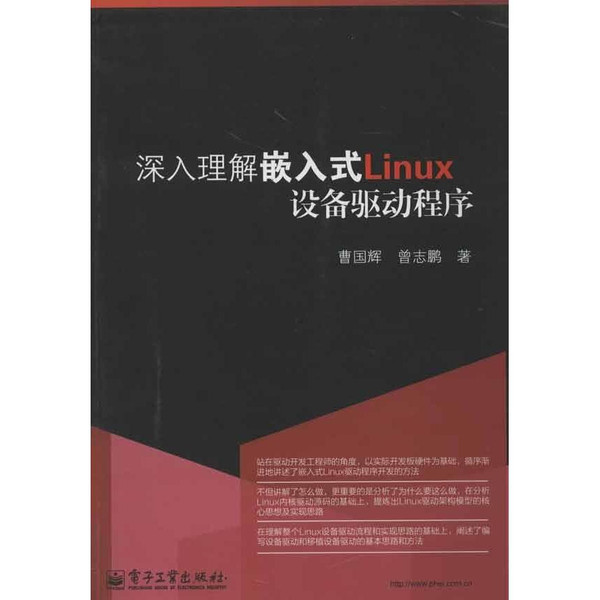 深入理解嵌入式Linux
设备驱动程序
曹国辉 曾志鹏 著
站在驱动开发工程师的角度，以实际开发板硬件为基础，循序渐
进地讲述了嵌入式Linux驱动程序开发的方法
不但讲解了怎么做，更重要的是分析了为什么要这么做，在分析
Linux内核驱动源码的基础上，提炼出Linux驱动架构模型的核
心思想及实现思路
在理解整个Linux设备驱动流程和实现思路的基础上，阐述了编
写设备驱动和移植设备驱动的基本思路和方法
電子工業出版社
PUBLISHING HOUSE OF ELECTRONICS INDUSTRY
http://www.phei.com.cn